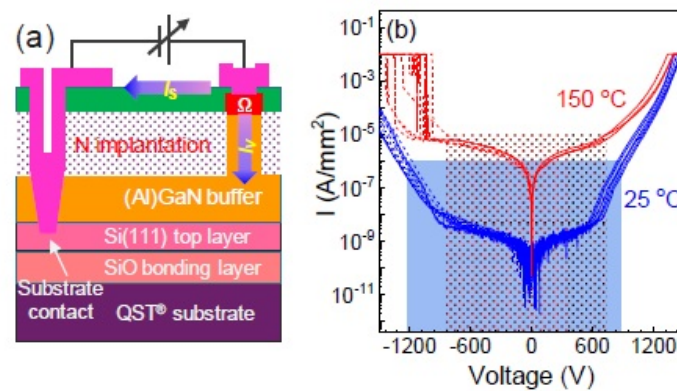 (a)
Is
Ω
N implantation
Iv
(Al)GaN buffer
Si(111) top layer
SiO bonding layer
Substrate
contact
QST® substrate
(b)
I (A/mm²)
10⁻¹
10⁻³
10⁻⁵
10⁻⁷
10⁻⁹
10⁻¹¹
150 ºC
25 ºC
-1200 -600 0 600 1200
Voltage (V)